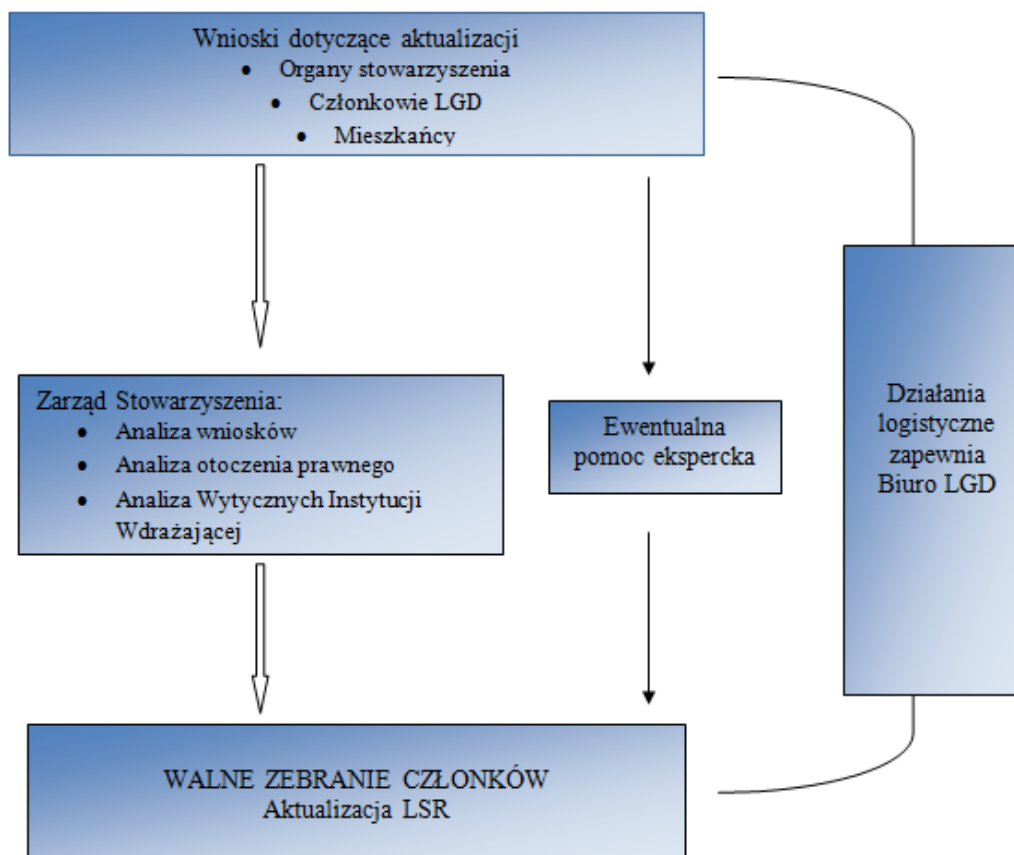 Wnioski dotyczące aktualizacji
• Organy stowarzyszenia
• Członkowie LGD
• Mieszkańcy
Zarząd Stowarzyszenia:
• Analiza wniosków
• Analiza otoczenia prawnego
• Analiza Wytycznych Instytucji
Wdrażającej
Ewentualna
pomoc ekspercka
Działania
logistyczne
zapewnia
Biuro LGD
WALNE ZEBRANIE CZŁONKÓW
Aktualizacja LSR